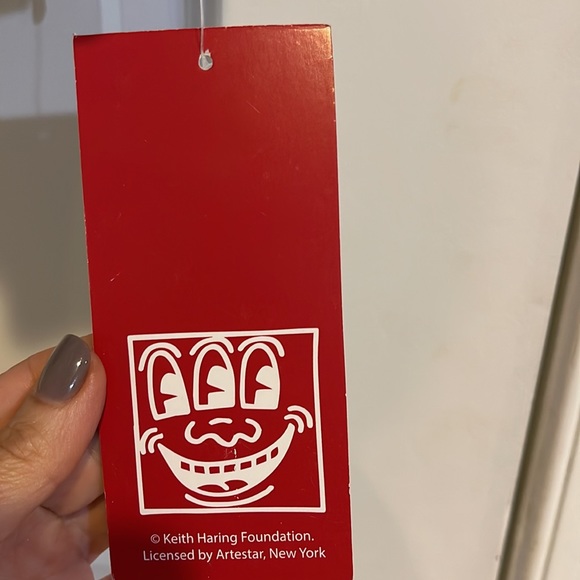 © Keith Haring Foundation.
Licensed by Artestar, New York